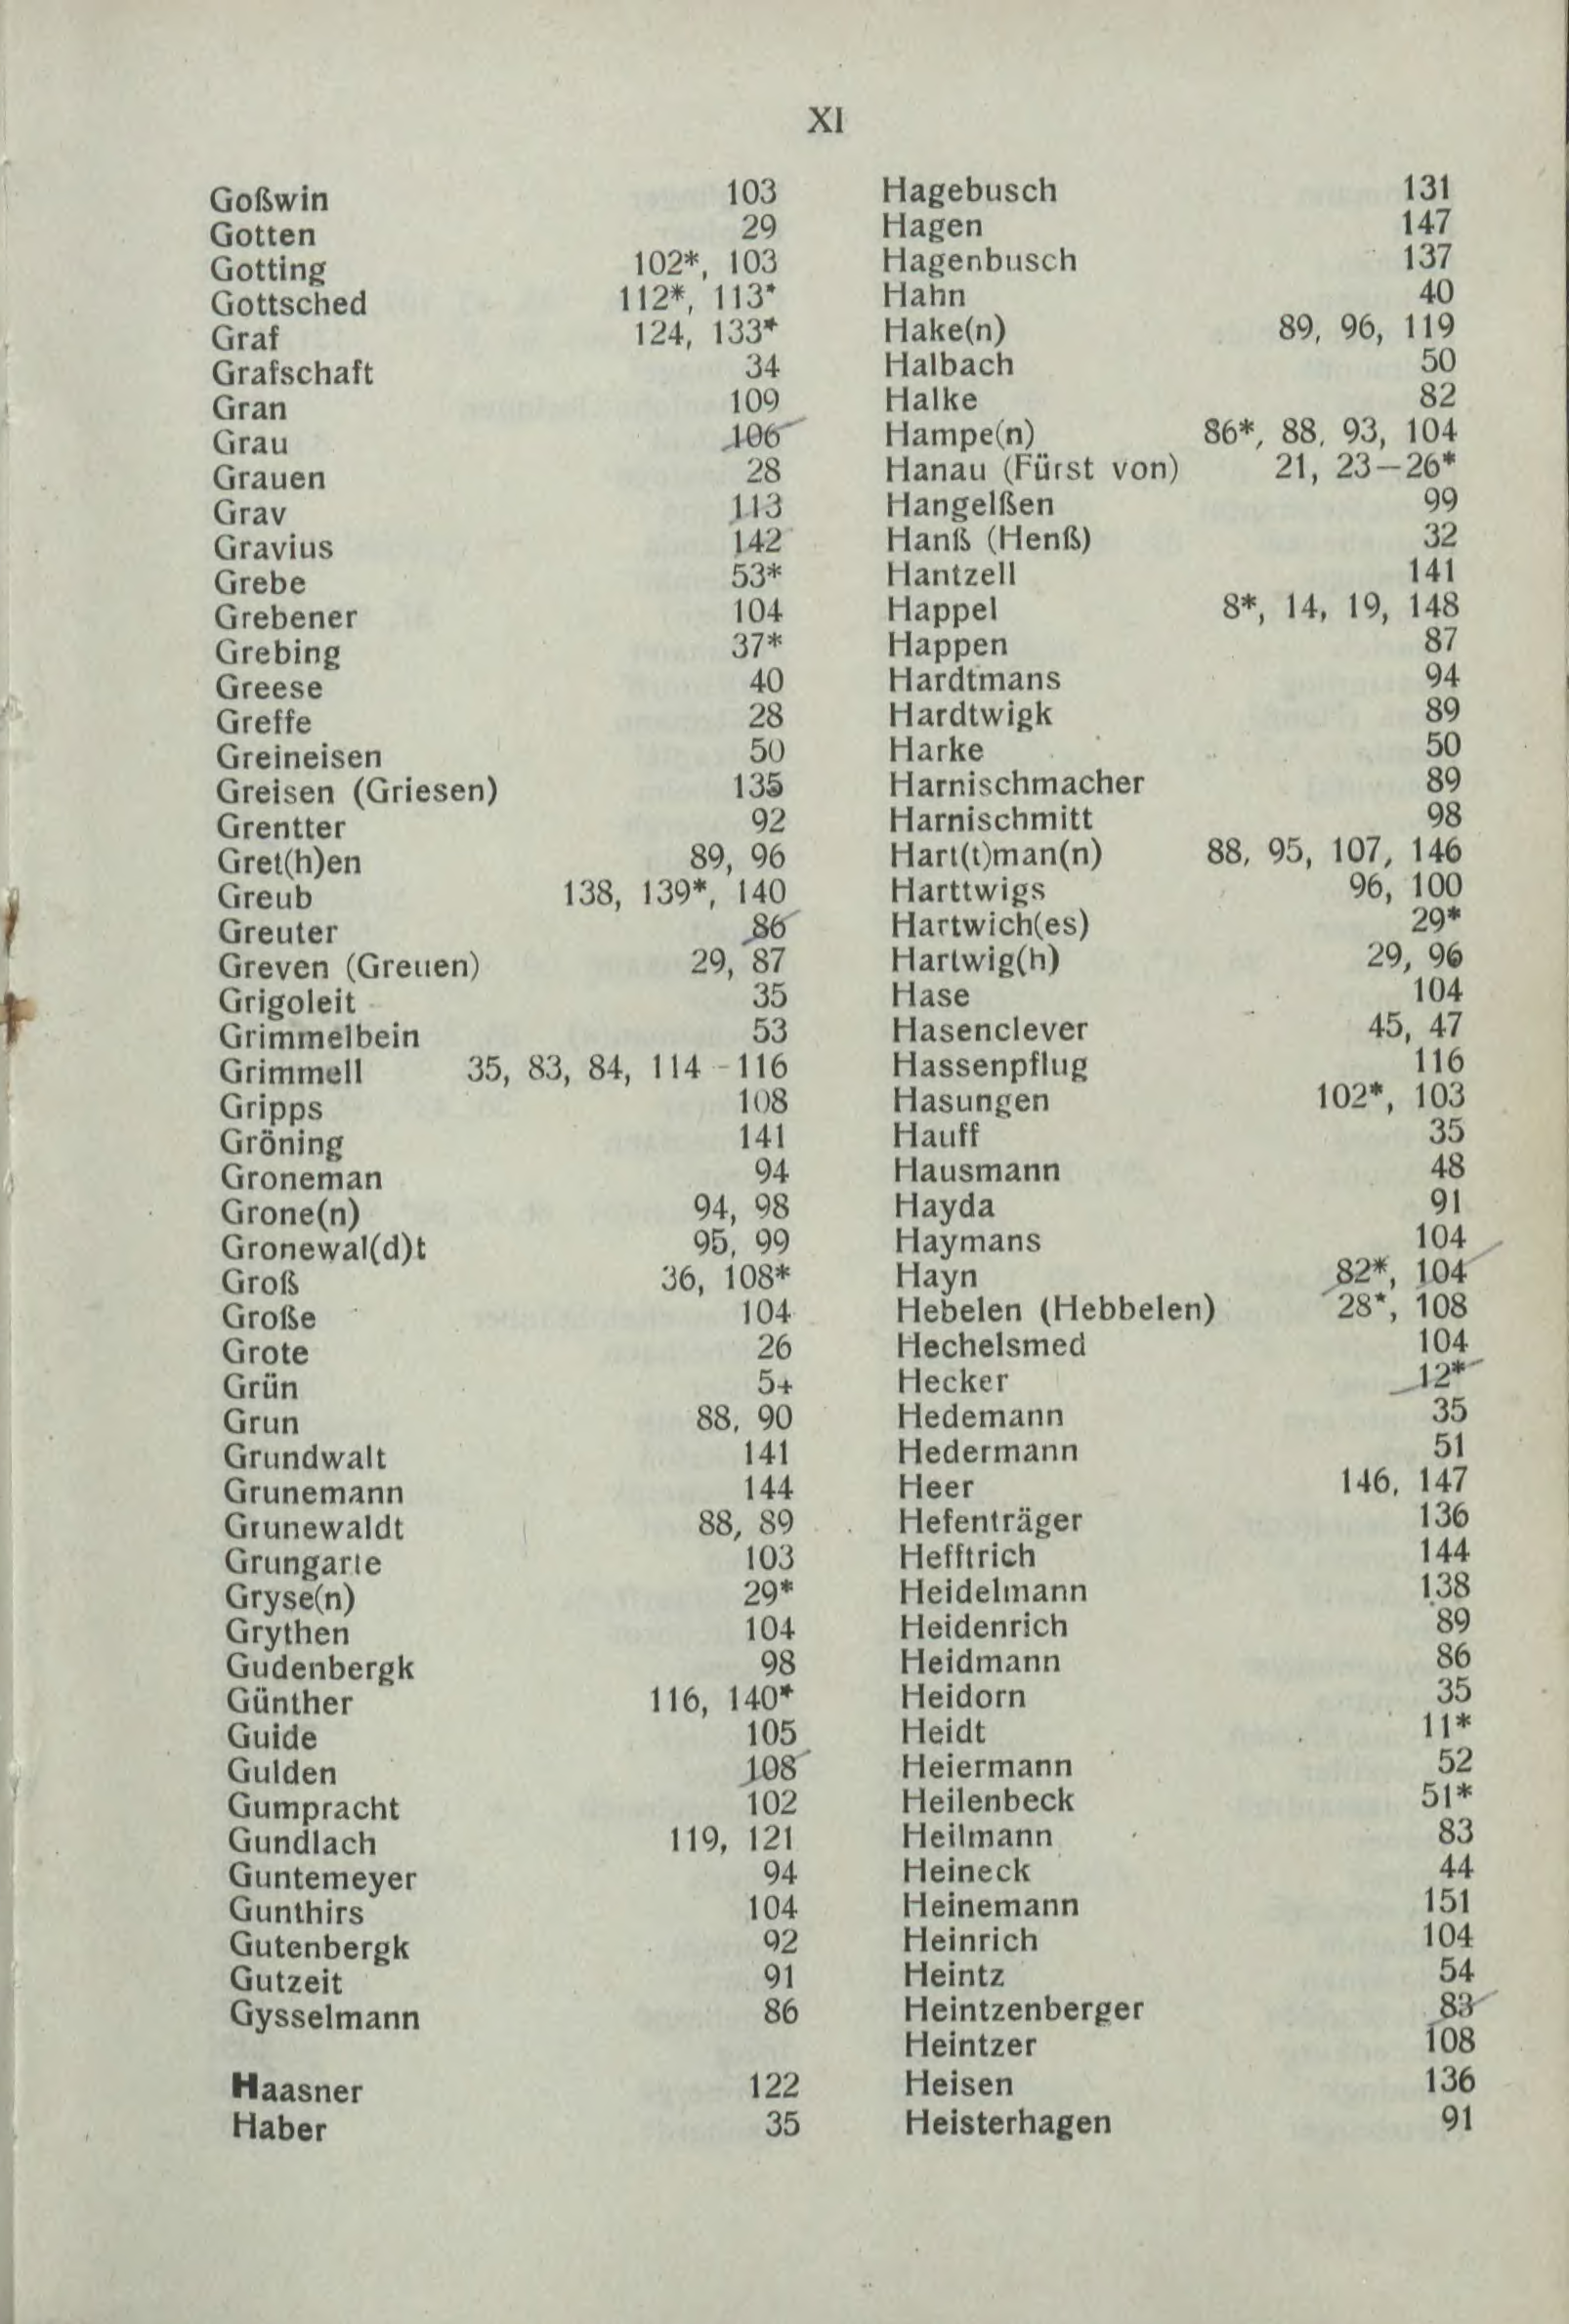 XI
Goßwin 103
Gotten 29
Gotting 102*, 103
Gottsched 112*, 113*
Graf 124, 133*
Grafschaft 34
Gran 109
Grau 106
Grauen 28
Grav 113
Gravius 142
Grebe 53*
Grebener 104
Grebing 37*
Greese 40
Greffe 28
Greineisen 50
Greisen (Griesen) 135
Grentter 92
Gret(h)en 89, 96
Greub 138, 139*, 140
Greuter 86
Greven (Greuen) 29, 87
Grigoleit 35
Grimmelbein 53
Grimmell 35, 83, 84, 114-116
Gripps 108
Gröning 141
Groneman 94
Grone(n) 94, 98
Gronewal(d)t 95, 99
Groß 36, 108*
Große 104
Grote 26
Grün 54
Grun 88, 90
Grundwalt 141
Grunemann 144
Grunewaldt 88, 89
Grungarte 103
Gryse(n) 29*
Grythen 104
Gudenbergk 98
Günther 116, 140*
Guide 105
Gulden 108
Gumpracht 102
Gundlach 119, 121
Guntemeyer 94
Gunthirs 104
Gutenbergk 92
Gutzeit 91
Gysselmann 86
Haasner 122
Haber 35
Hagebusch 131
Hagen 147
Hagenbusch 137
Hahn 40
Hake(n) 89, 96, 119
Halbach 50
Halke 82
Hampe(n) 86*, 88, 93, 104
Hanau (Fürst von) 21, 23—26*
Hangelßen 99
Hanß (Henß) 32
Hantzell 141
Happel 8*, 14, 19, 148
Happen 87
Hardtmans 94
Hardtwigk 89
Harke 50
Harnischmacher 89
Harnischmitt 98
Hart(t)man(n) 88, 95, 107, 146
Harttwigs 96, 100
Hartwich(es) 29*
Hartwig(h) 29, 96
Hase 104
Hasenclever 45, 47
Hassenpflug 116
Hasungen 102*, 103
Hauff 35
Hausmann 48
Hayda 91
Haymans 104
Hayn 82*, 104
Hebelen (Hebbelen) 28*, 108
Hechelsmed 104
Hecker 12*
Hedemann 35
Hedermann 51
Heer 146, 147
Hefenträger 136
Hefftrich 144
Heidelmann 138
Heidenrich 89
Heidmann 86
Heidorn 35
Heidt 11*
Heiermann 52
Heilenbeck 51*
Heilmann 83
Heineck 44
Heinemann 151
Heinrich 104
Heintz 54
Heintzenberger 83
Heintzer 108
Heisen 136
Heisterhagen 91